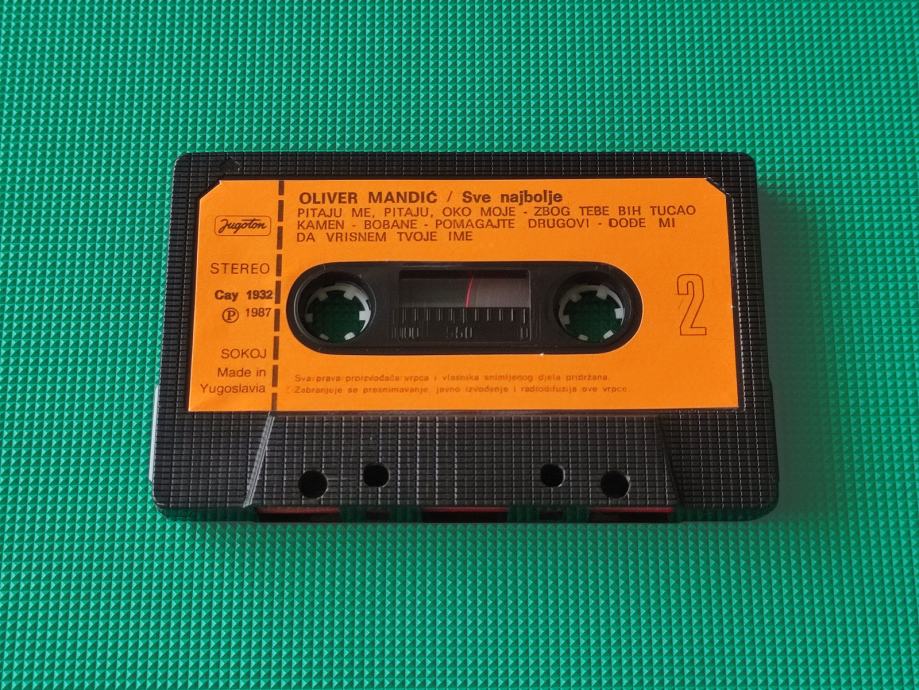 OLIVER MANDIĆ / Sve najbolje
PITAJU ME, PITAJU, OKO MOJE - ZBOG TEBE BIH TUCAO
KAMEN - BOBANE - POMAGAJTE DRUGOVI - DOĐE MI
DA VRISNEM TVOJE IME
Jugoton
STEREO
Cay 1932
Ⓟ 1987
SOKOJ
Made in
Yugoslavia
2
100 50 0
Sva prava proizvođača vrpca i vlasnika snimljenog djela pridržana.
Zabranjuje se presnimavanje, javno izvođenje i radiodifuzija ove vrpce.